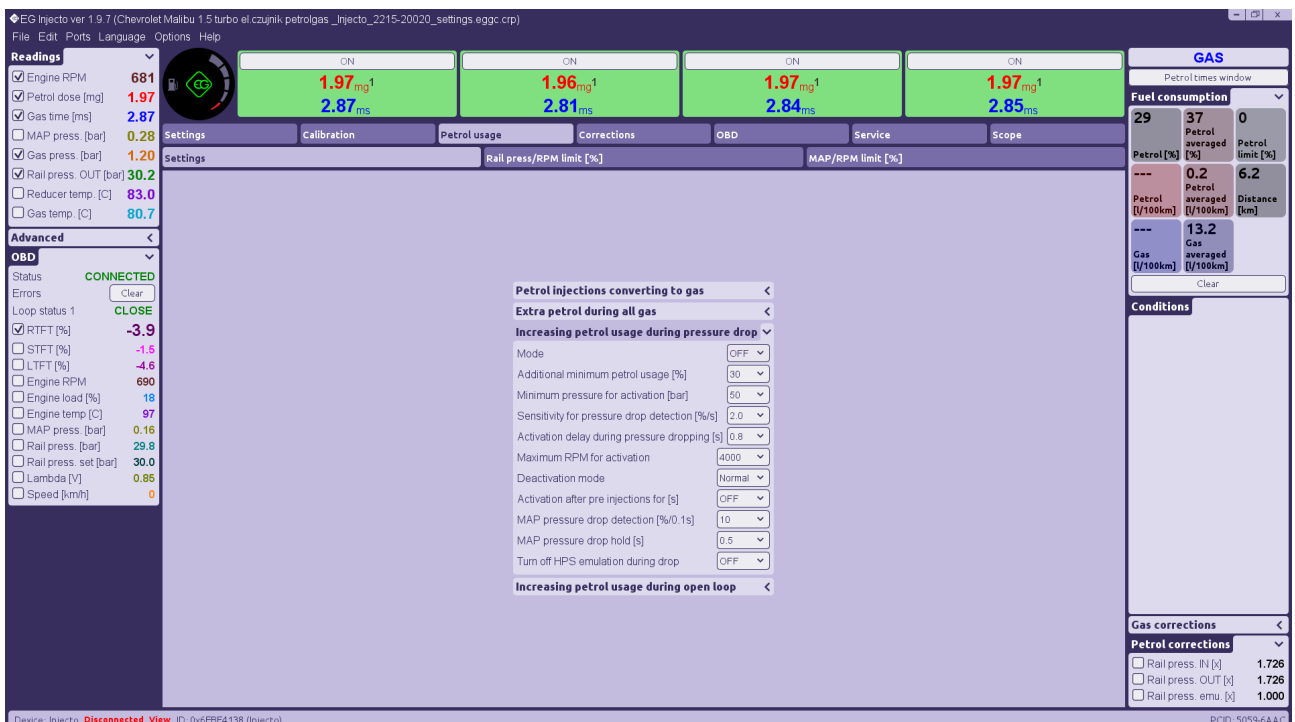 EG Injecto ver 1.9.7 (Chevrolet Malibu 1.5 turbo el.czujnik petrolgas _Injecto_2215-20020_settings.eggc.crp)
File Edit Ports Language Options Help
Readings
Engine RPM 681
Petrol dose [mg] 1.97
Gas time [ms] 2.87
MAP press. [bar] 0.28
Gas press. [bar] 1.20
Rail press. OUT [bar] 30.2
Reducer temp. [C] 83.0
Gas temp. [C] 80.7
Advanced
OBD
Status CONNECTED
Errors Clear
Loop status 1 CLOSE
RTFT [%] -3.9
STFT [%] -1.5
LTFT [%] -4.6
Engine RPM 690
Engine load [%] 18
Engine temp [C] 97
MAP press. [bar] 0.16
Rail press. [bar] 29.8
Rail press. set [bar] 30.0
Lambda [V] 0.85
Speed [km/h] 0
EG
ON ON ON ON
1.97mg1 1.96mg1 1.97mg1 1.97mg1
2.87ms 2.81ms 2.84ms 2.85ms
Settings Calibration Petrol usage Corrections OBD Service Scope
Settings Rail press/RPM limit [%] MAP/RPM limit [%]
Petrol injections converting to gas
Extra petrol during all gas
Increasing petrol usage during pressure drop
Mode OFF
Additional minimum petrol usage [%] 30
Minimum pressure for activation [bar] 50
Sensitivity for pressure drop detection [%/s] 2.0
Activation delay during pressure dropping [s] 0.8
Maximum RPM for activation 4000
Deactivation mode Normal
Activation after pre injections for [s] OFF
MAP pressure drop detection [%/0.1s] 10
MAP pressure drop hold [s] 0.5
Turn off HPS emulation during drop OFF
Increasing petrol usage during open loop
GAS
Petrol times window
Fuel consumption
29 37 0
Petrol [%] Petrol averaged [%] Petrol limit [%]
--- 0.2 6.2
Petrol [l/100km] Petrol averaged [l/100km] Distance [km]
--- 13.2
Gas [l/100km] Gas averaged [l/100km]
Clear
Conditions
Gas corrections
Petrol corrections
Rail press. IN [x] 1.726
Rail press. OUT [x] 1.726
Rail press. emu. [x] 1.000
Device: Injecto Disconnected View ID: 0x6EBE4138 (Injecto) PCID: 5059-6AAC